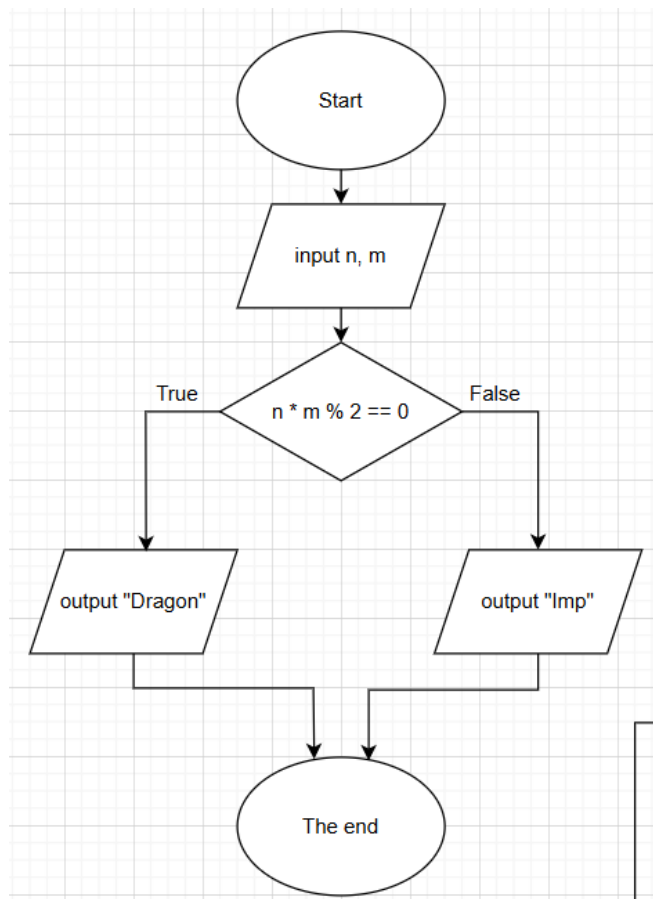 Start
input n, m
True
False
n * m % 2 == 0
output "Dragon"
output "Imp"
The end